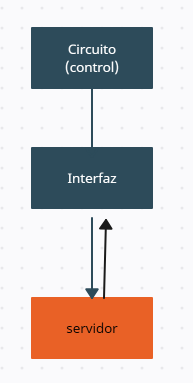 Circuito
(control)
Interfaz
servidor